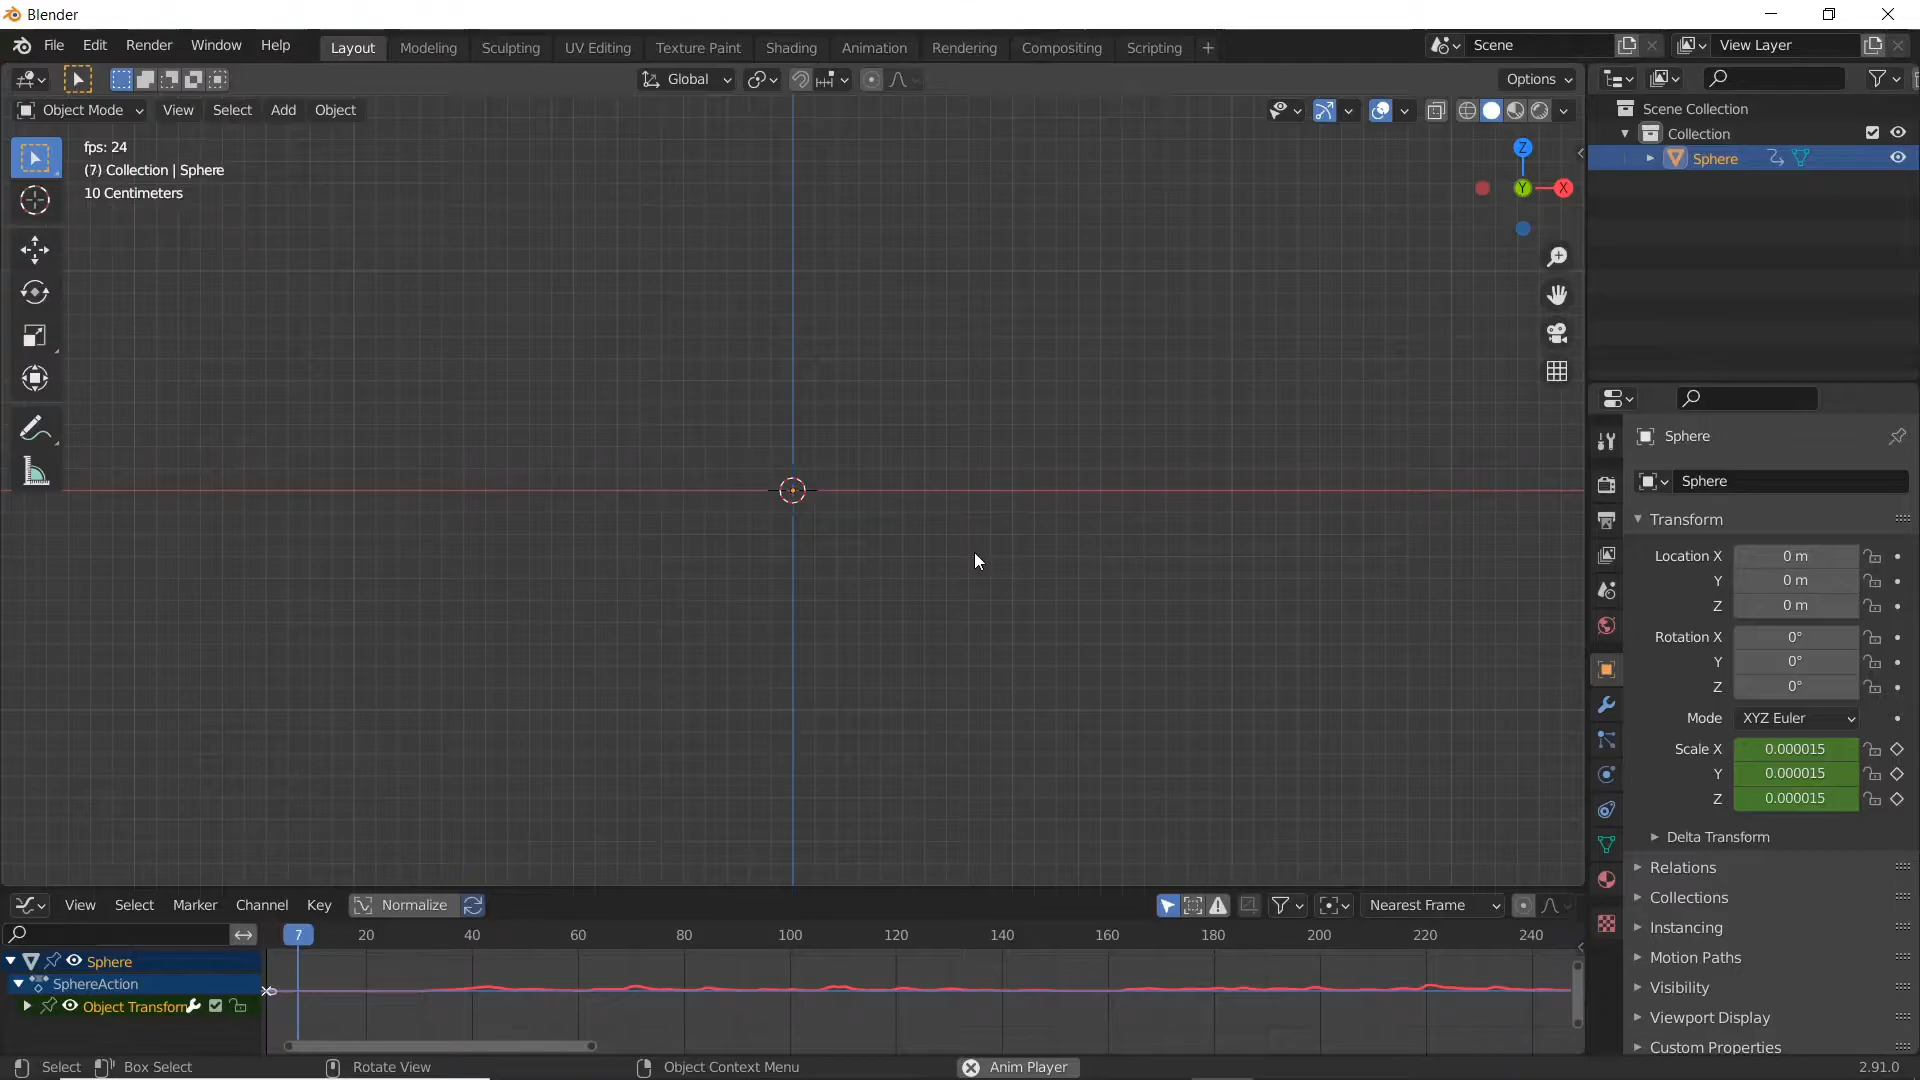 Blender
File Edit Render Window Help Layout Modeling Sculpting UV Editing Texture Paint Shading Animation Rendering Compositing Scripting + Scene View Layer
Global Options
Object Mode View Select Add Object
Scene Collection
Collection
Sphere
fps: 24
(7) Collection | Sphere
10 Centimeters
Z
Y X
Sphere
Sphere
Transform
Location X 0 m
Y 0 m
Z 0 m
Rotation X 0°
Y 0°
Z 0°
Mode XYZ Euler
Scale X 0.000015
Y 0.000015
Z 0.000015
Delta Transform
Relations
Collections
Instancing
Motion Paths
Visibility
Viewport Display
Custom Properties
View Select Marker Channel Key Normalize Nearest Frame
7 20 40 60 80 100 120 140 160 180 200 220 240
Sphere
SphereAction
Object Transform
Select Box Select Rotate View Object Context Menu Anim Player 2.91.0